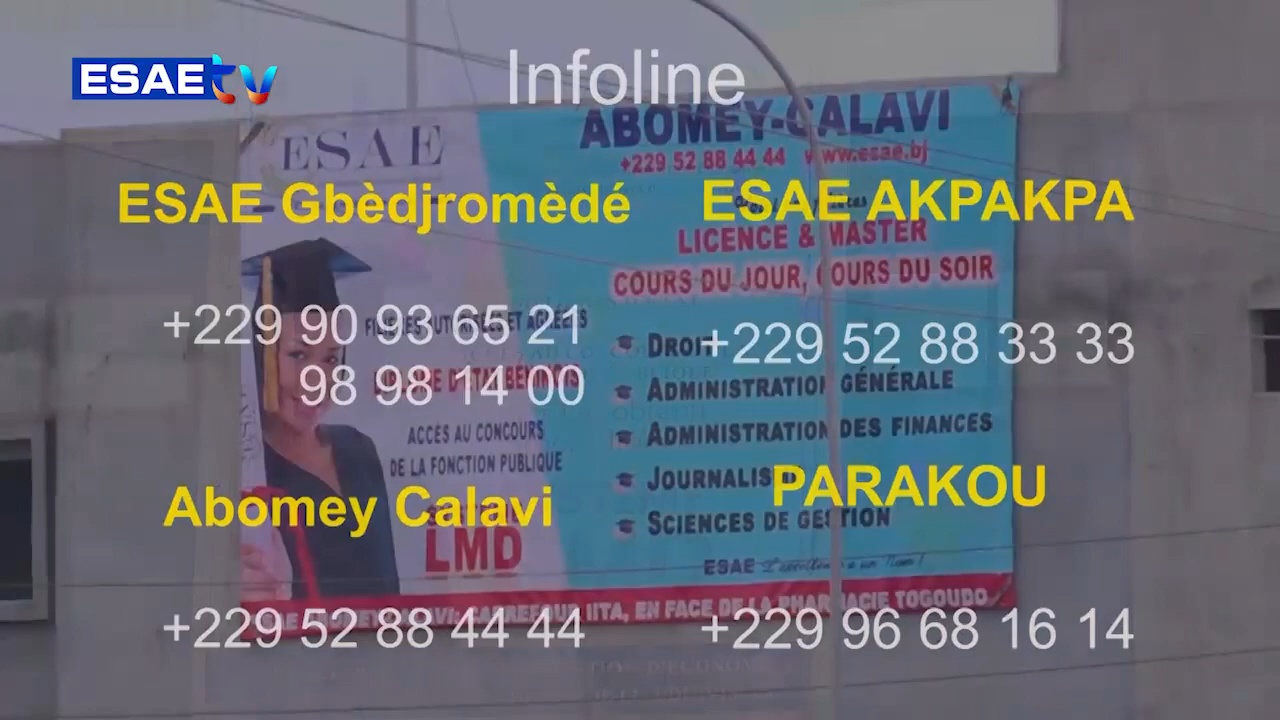 ESAE tv
Infoline
ESAE Gbèdjromèdé
+229 90 93 65 21
98 98 14 00
ESAE AKPAKPA
+229 52 88 33 33
Abomey Calavi
+229 52 88 44 44
PARAKOU
+229 96 68 16 14
ESAE
ABOMEY-CALAVI
+229 52 88 44 44 www.esae.bj
LICENCE & MASTER
COURS DU JOUR, COURS DU SOIR
DROIT
ADMINISTRATION GÉNÉRALE
ADMINISTRATION DES FINANCES
SCIENCES DE GESTION
ET AGRÉÉES
ACCÈS AU CONCOURS
DE LA FONCTION PUBLIQUE
LMD
ESAE
IITA, EN FACE DE LA PHARMACIE TOGOUDO